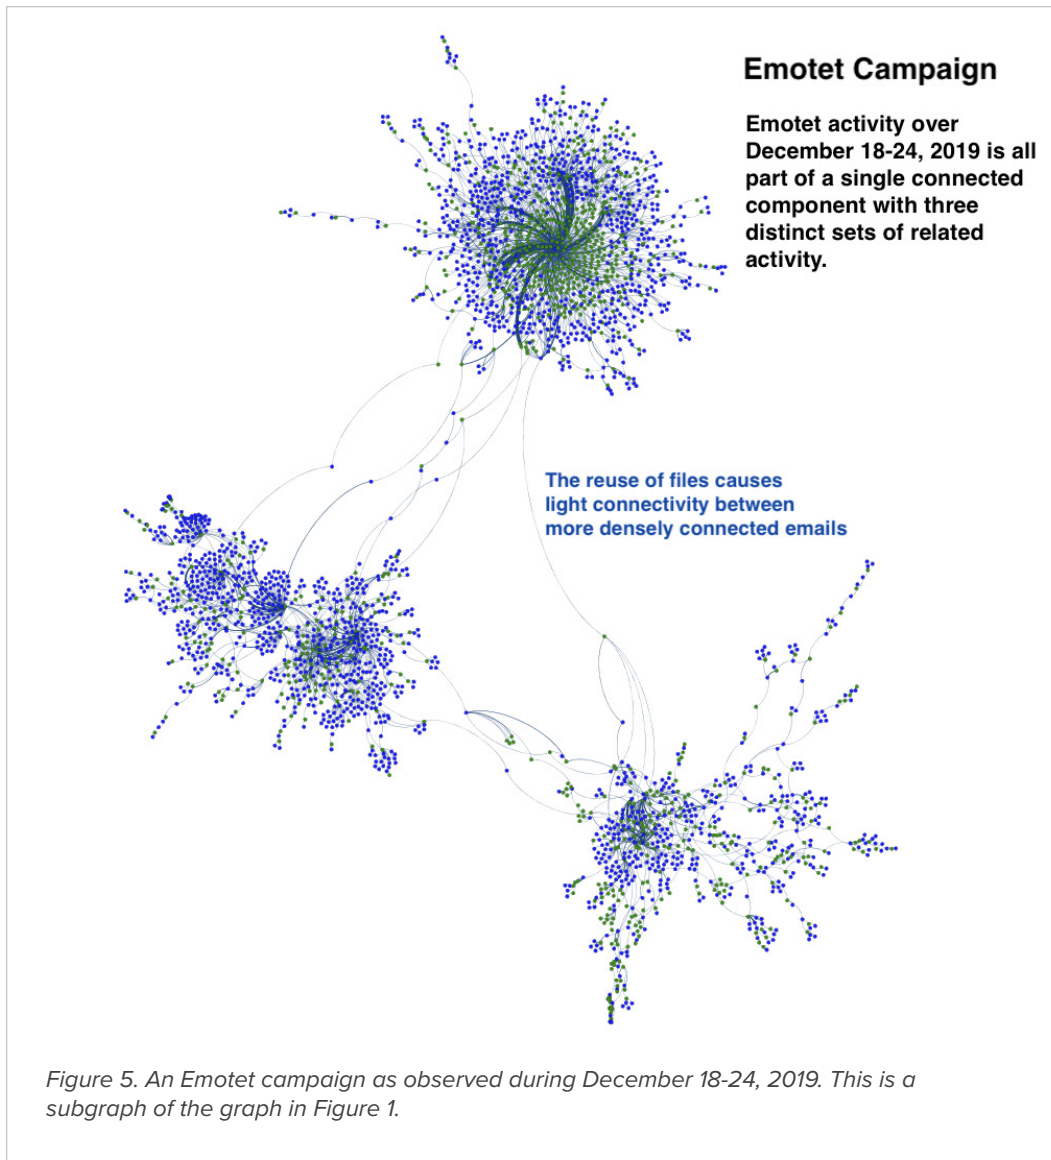 Emotet Campaign
Emotet activity over
December 18-24, 2019 is all
part of a single connected
component with three
distinct sets of related
activity.
The reuse of files causes
light connectivity between
more densely connected emails
Figure 5. An Emotet campaign as observed during December 18-24, 2019. This is a
subgraph of the graph in Figure 1.